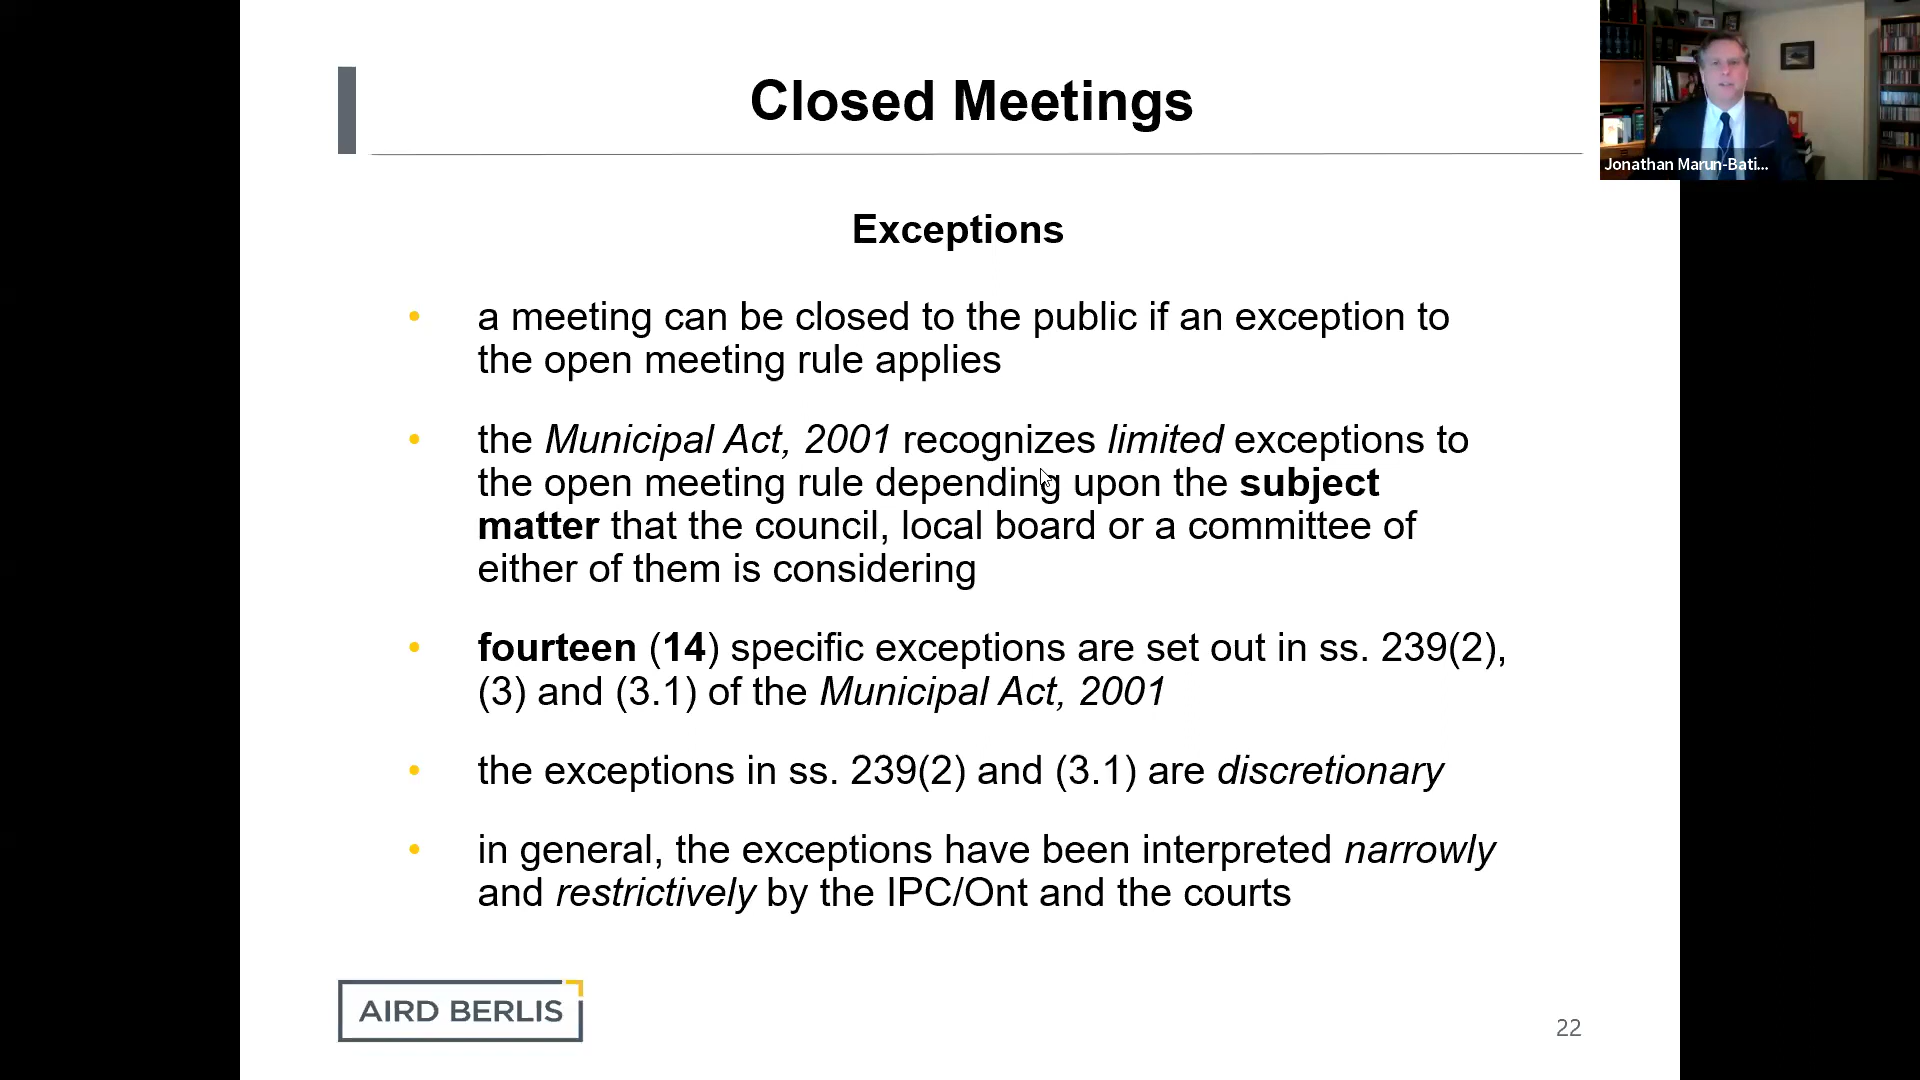 Closed Meetings
Jonathan Marun-Bati...
Exceptions
• a meeting can be closed to the public if an exception to
the open meeting rule applies
• the Municipal Act, 2001 recognizes limited exceptions to
the open meeting rule depending upon the subject
matter that the council, local board or a committee of
either of them is considering
• fourteen (14) specific exceptions are set out in ss. 239(2),
(3) and (3.1) of the Municipal Act, 2001
• the exceptions in ss. 239(2) and (3.1) are discretionary
• in general, the exceptions have been interpreted narrowly
and restrictively by the IPC/Ont and the courts
AIRD BERLIS
22